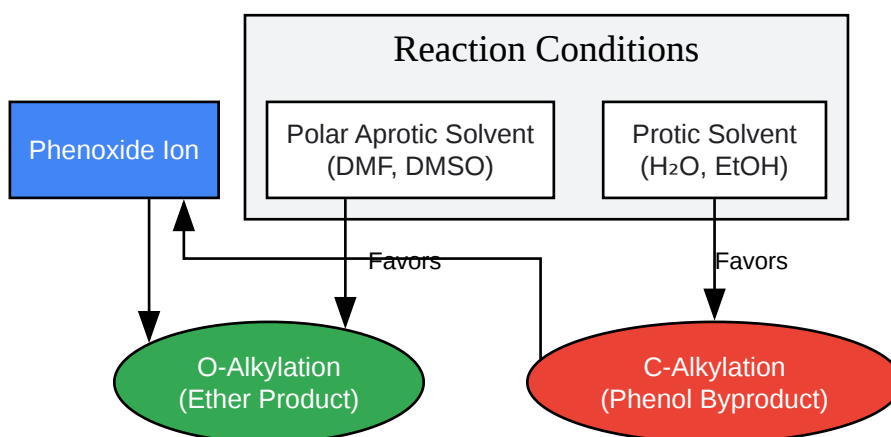 Reaction Conditions
Phenoxide Ion
Polar Aprotic Solvent
(DMF, DMSO)
Protic Solvent
(H₂O, EtOH)
Favors
Favors
O-Alkylation
(Ether Product)
C-Alkylation
(Phenol Byproduct)